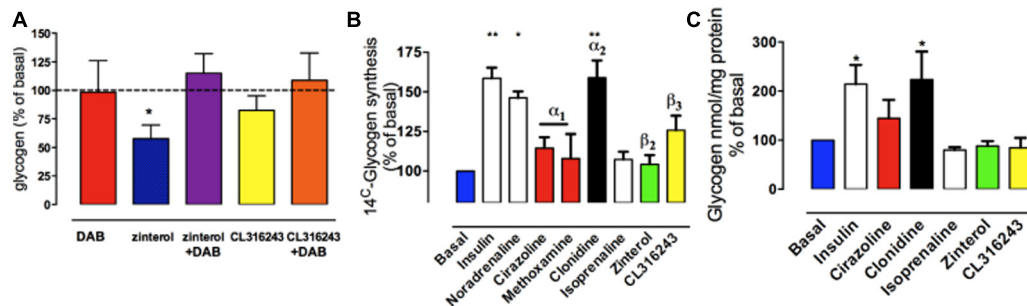 A
glycogen (% of basal)
150
125
100
75
50
25
0
*
DAB
zinterol
zinterol
+DAB
CL316243
CL316243
+DAB
B
14C-Glycogen synthesis
(% of basal)
175
150
125
100
**
*
**
α1
α2
β2
β3
Basal
Insulin
Noradrenaline
Cirazoline
Methoxamine
Clonidine
Isoprenaline
Zinterol
CL316243
C
Glycogen nmol/mg protein
% of basal
300
200
100
0
*
*
Basal
Insulin
Cirazoline
Clonidine
Isoprenaline
Zinterol
CL316243